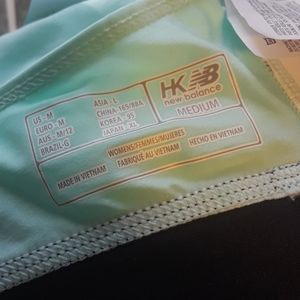 US-M
EURO-M
AUS-M/12
BRAZIL-G
ASIA-L
CHINA-165/88A
KOREA-95
JAPAN-XL
HK NB
new balance
MEDIUM
WOMENS/FEMMES/MUJERES
MADE IN VIETNAM
FABRIQUÉ AU VIETNAM
HECHO EN VIETNAM